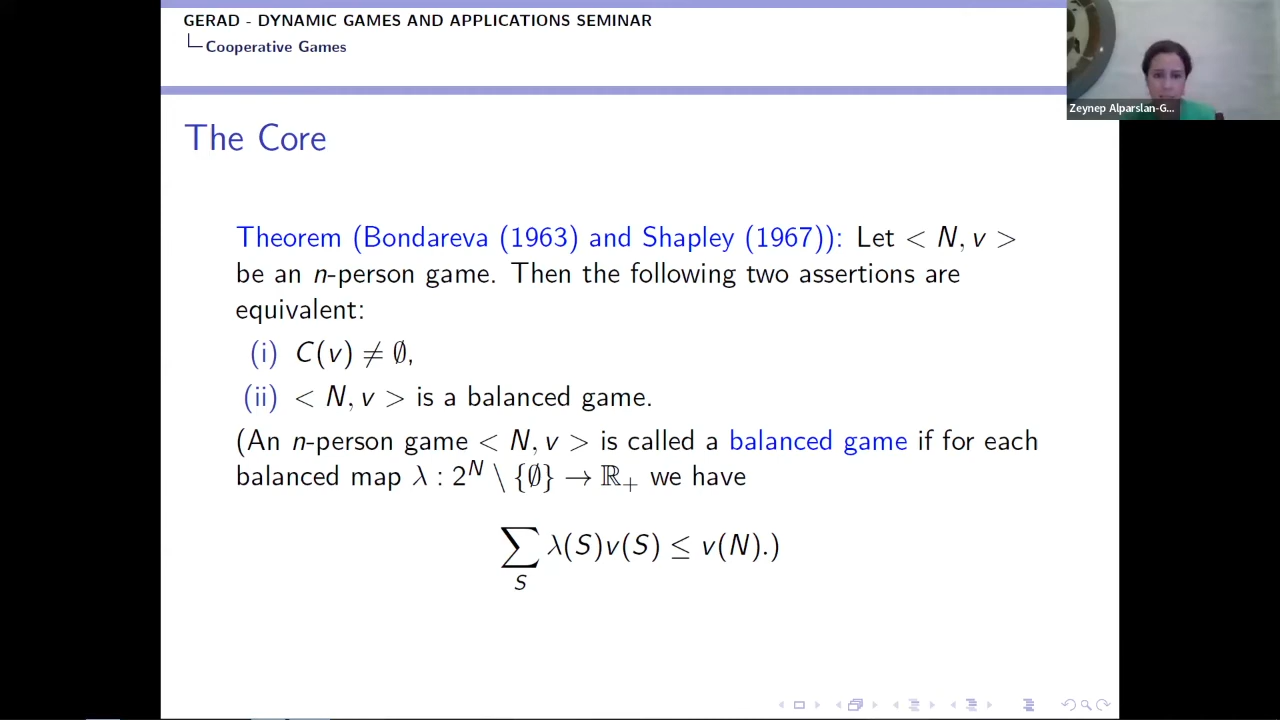 GERAD - DYNAMIC GAMES AND APPLICATIONS SEMINAR
Cooperative Games
Zeynep Alparslan-G...
The Core
Theorem (Bondareva (1963) and Shapley (1967)): Let < N, v >
be an n-person game. Then the following two assertions are
equivalent:
(i) C(v) ≠ ∅,
(ii) < N, v > is a balanced game.
(An n-person game < N, v > is called a balanced game if for each
balanced map λ : 2^N \ {∅} → ℝ₊ we have
∑_S λ(S)v(S) ≤ v(N).)